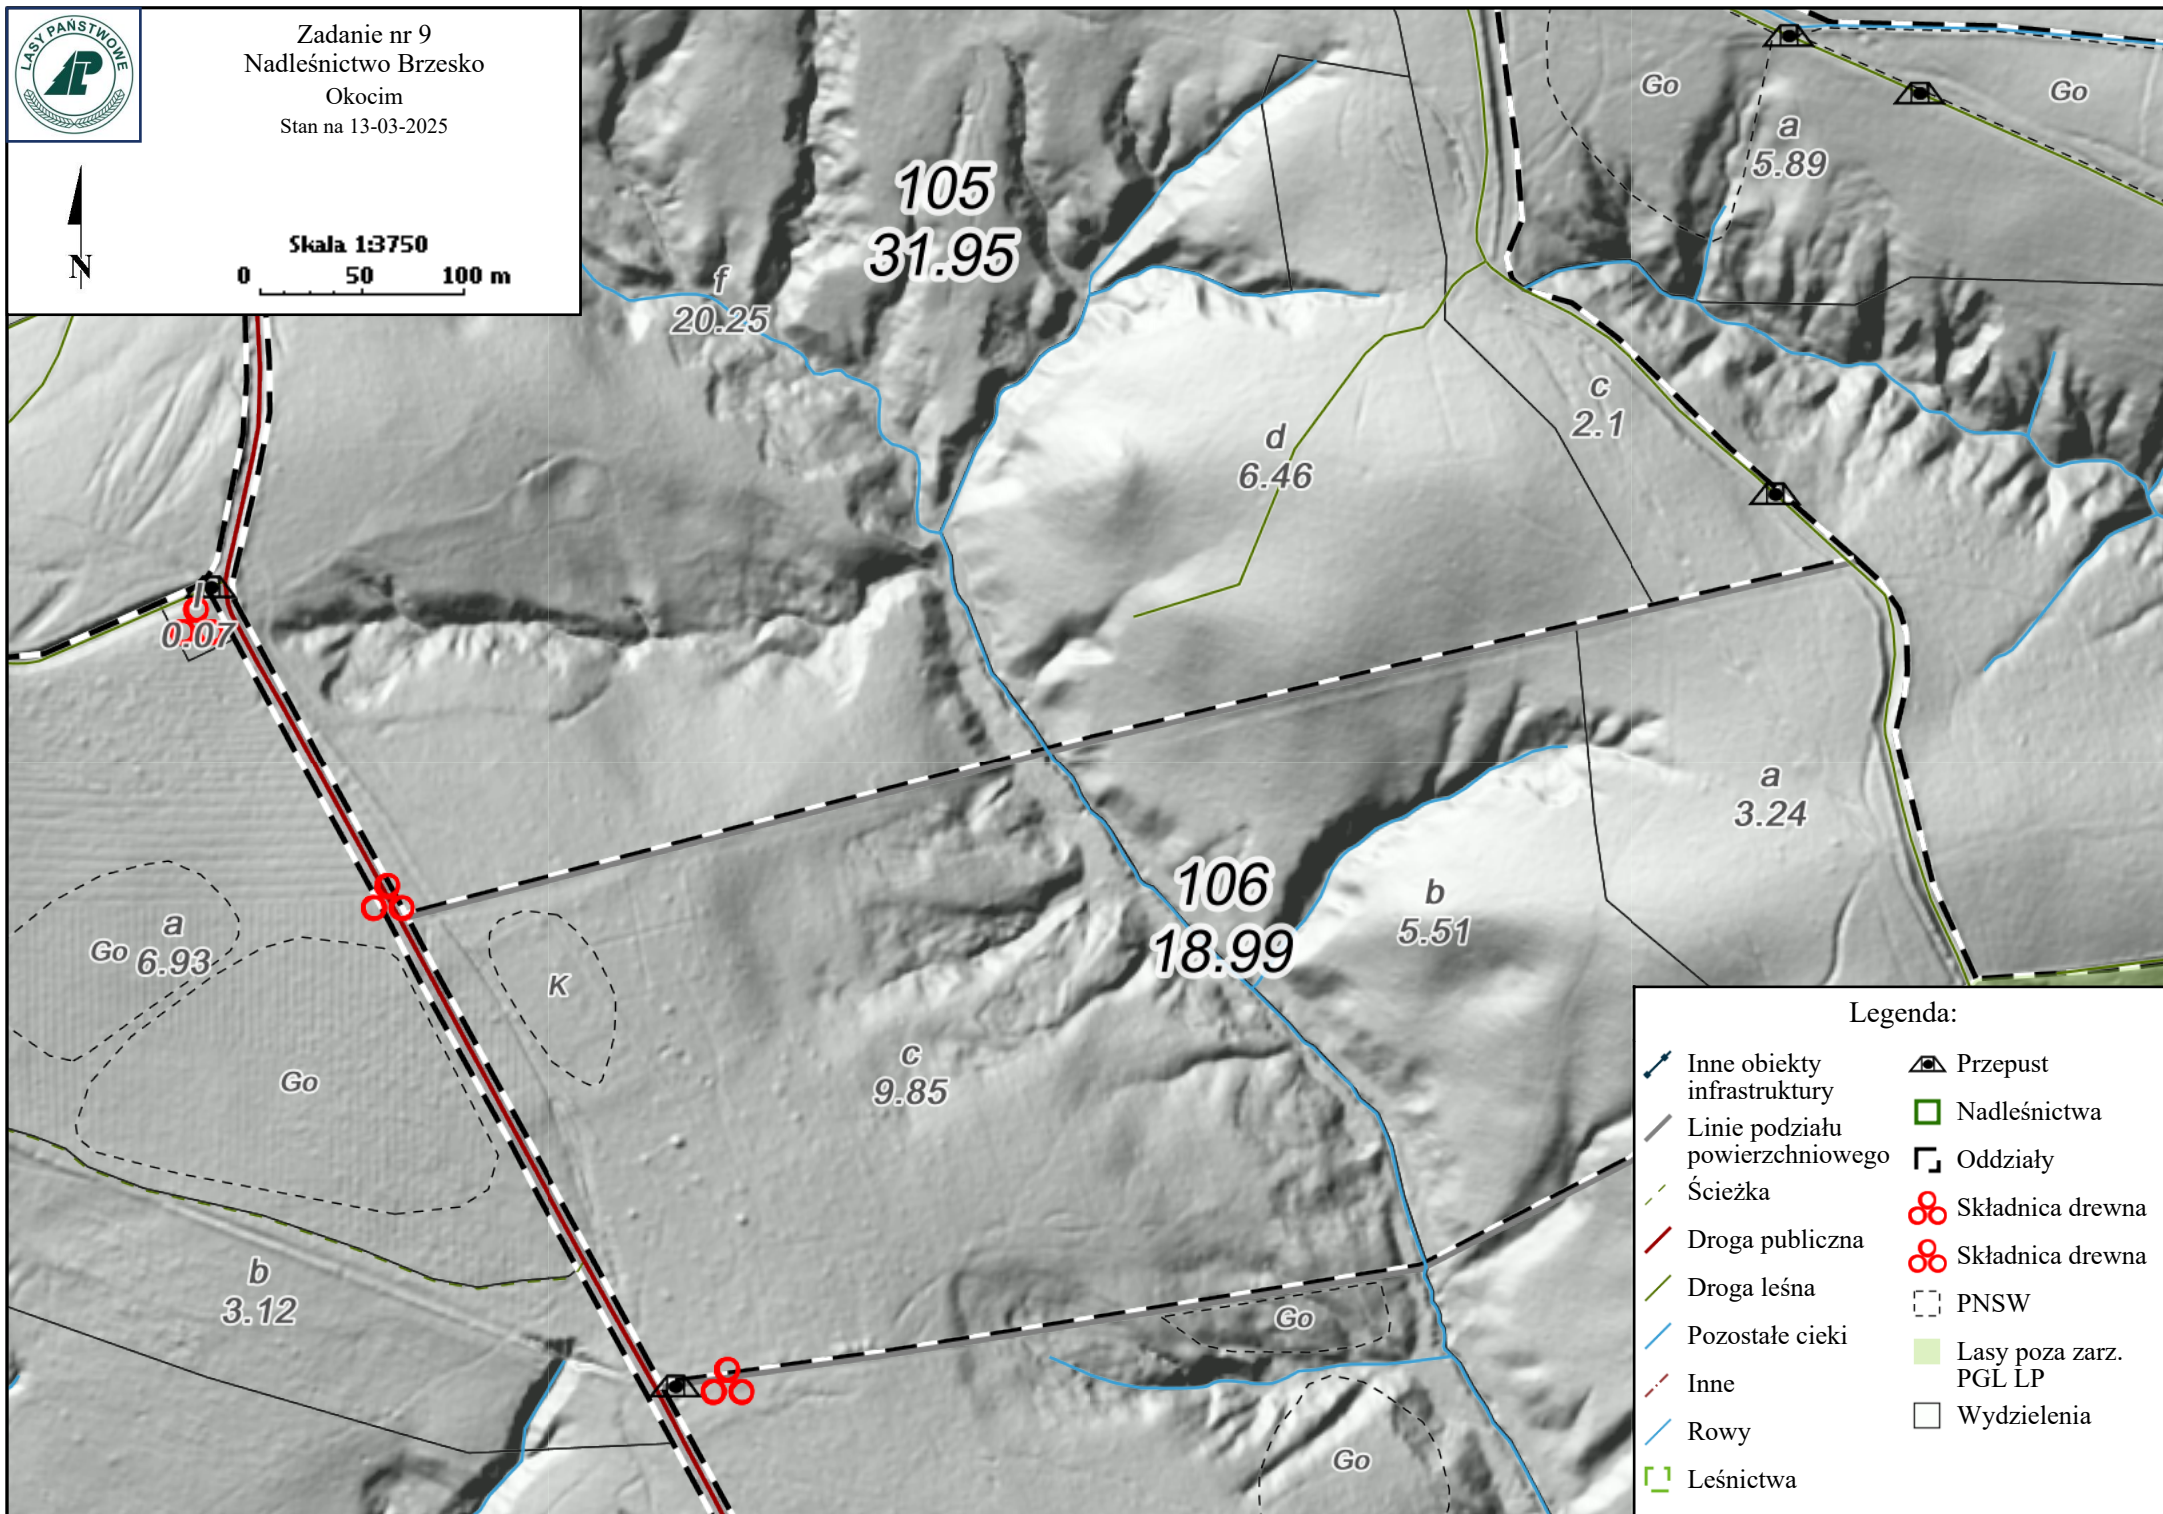 LASY PAŃSTWOWE
Zadanie nr 9
Nadleśnictwo Brzesko
Okocim
Stan na 13-03-2025
N
Skala 1:3750
0 50 100 m
105
31.95
f
20.25
Go
Go
a
5.89
c
2.1
d
6.46
l
0.07
a
3.24
106
18.99
b
5.51
a
Go 6.93
K
Go
c
9.85
b
3.12
Go
Go
Legenda:
Inne obiekty
infrastruktury
Linie podziału
powierzchniowego
Ścieżka
Droga publiczna
Droga leśna
Pozostałe cieki
Inne
Rowy
Leśnictwa
Przepust
Nadleśnictwa
Oddziały
Składnica drewna
Składnica drewna
PNSW
Lasy poza zarz.
PGL LP
Wydzielenia